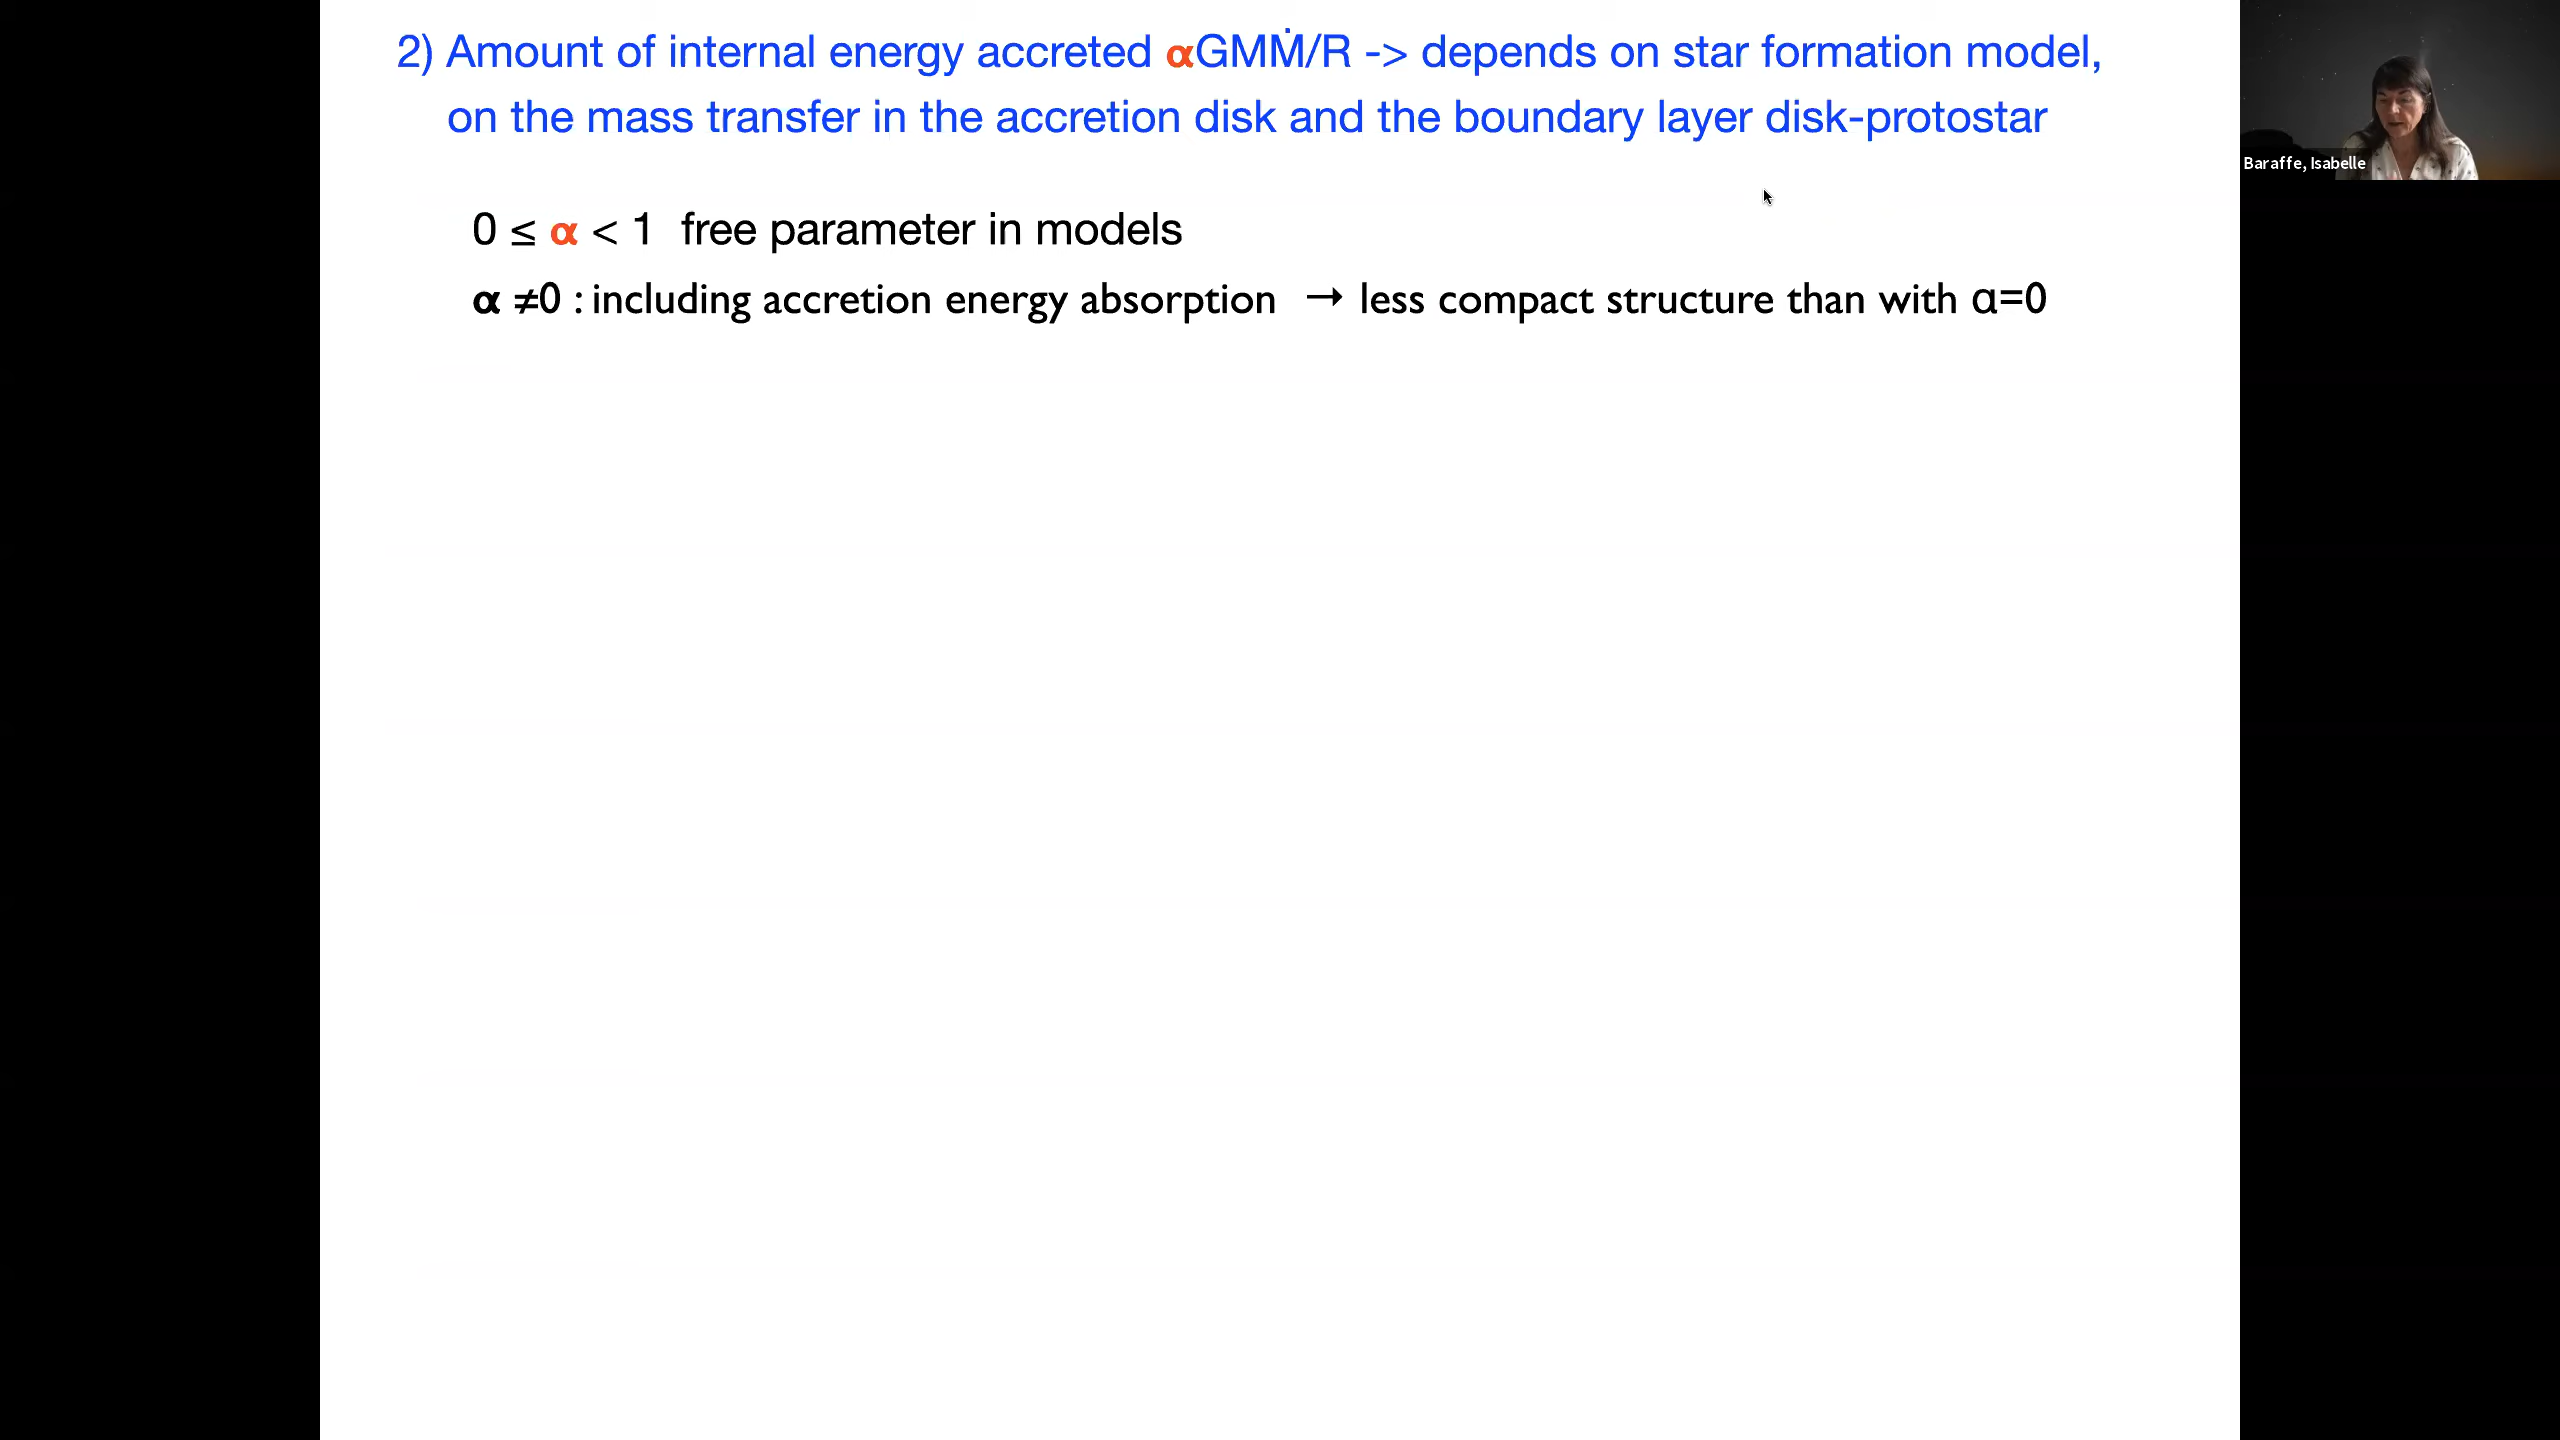 2) Amount of internal energy accreted αGMṀ/R -> depends on star formation model,
on the mass transfer in the accretion disk and the boundary layer disk-protostar
Baraffe, Isabelle
0 ≤ α < 1 free parameter in models
α ≠0 : including accretion energy absorption → less compact structure than with α=0